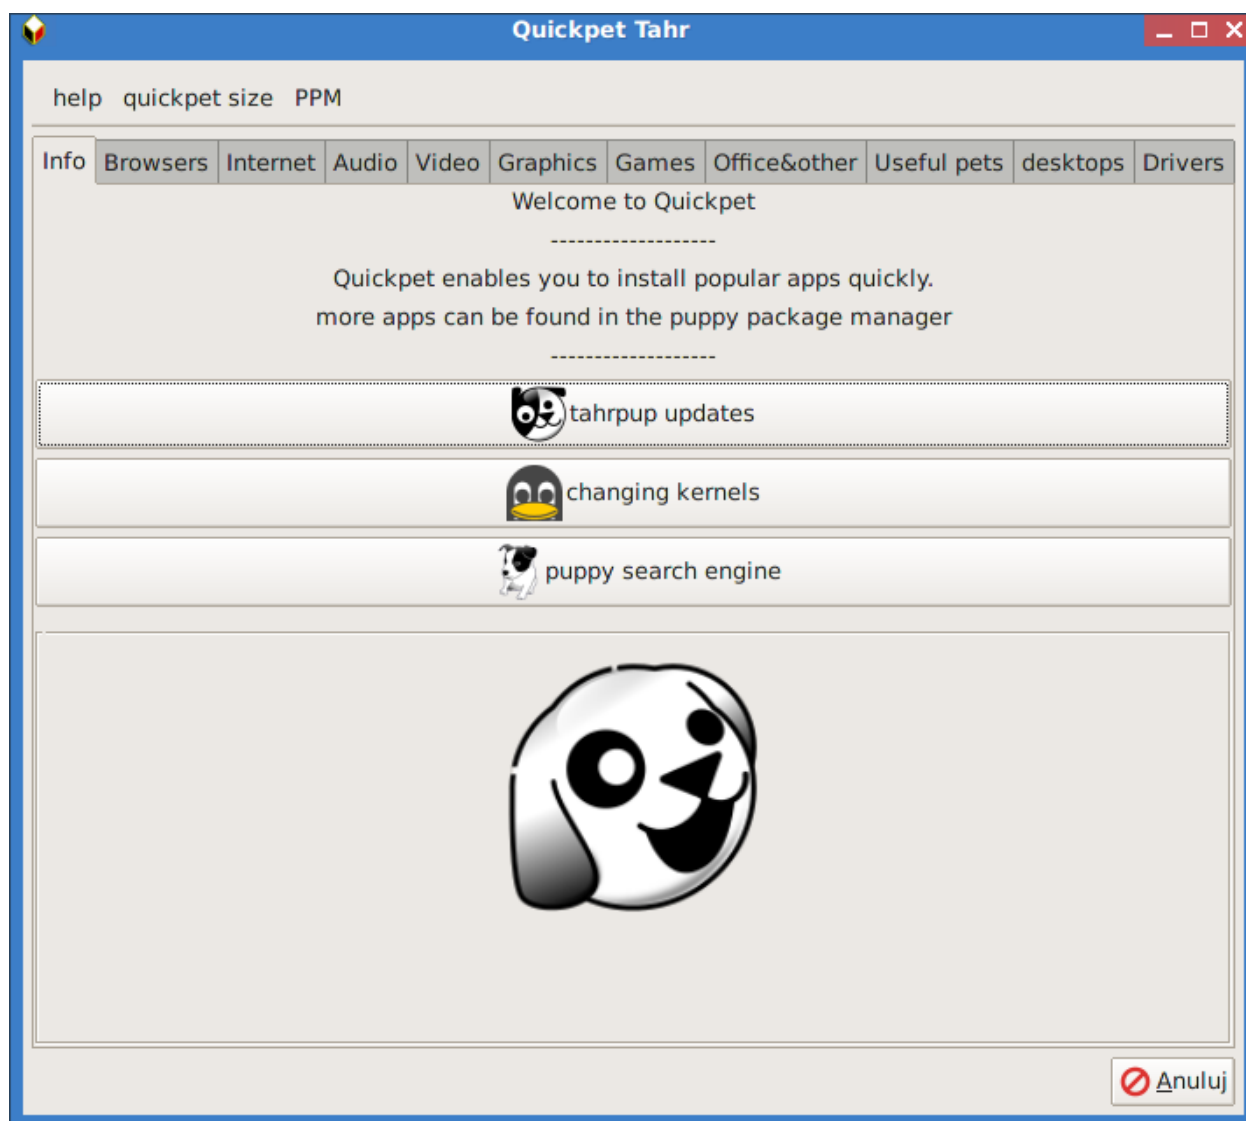 Quickpet Tahr
help quickpet size PPM
Info Browsers Internet Audio Video Graphics Games Office&other Useful pets desktops Drivers
Welcome to Quickpet
-------------------
Quickpet enables you to install popular apps quickly.
more apps can be found in the puppy package manager
-------------------
tahrpup updates
changing kernels
puppy search engine
Anuluj